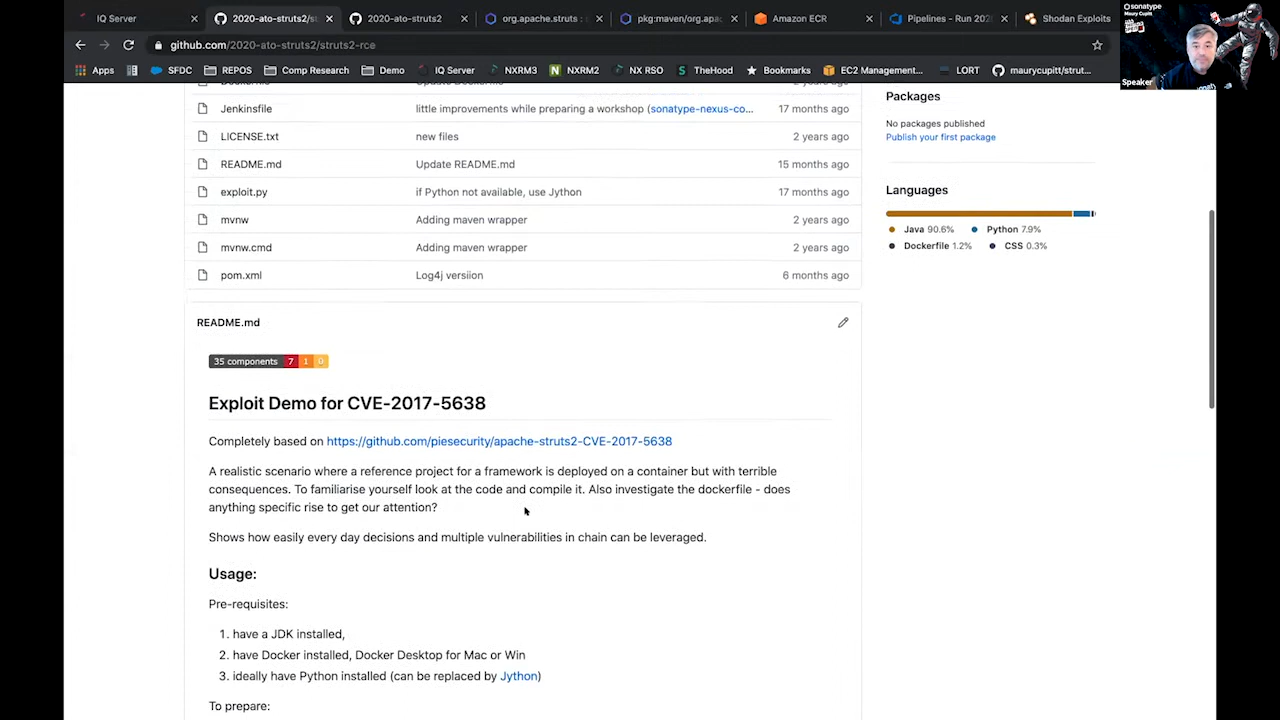 IQ Server
2020-ato-struts2/s
2020-ato-struts2/s
org.apache.struts : s
pkg:maven/org.apac
Amazon ECR
Pipelines - Run 202
Shodan Exploits
github.com/2020-ato-struts2/struts2-rce
Apps
SFDC
REPOS
Comp Research
Demo
IQ Server
NXRM3
NXRM2
NX RSO
TheHood
Bookmarks
EC2 Management...
LORT
maurycupitt/strut...
sonatype
Maury Cupitt
Speaker
Jenkinsfile little improvements while preparing a workshop (sonatype-nexus-co... 17 months ago
LICENSE.txt new files 2 years ago
README.md Update README.md 15 months ago
exploit.py if Python not available, use Jython 17 months ago
mvnw Adding maven wrapper 2 years ago
mvnw.cmd Adding maven wrapper 2 years ago
pom.xml Log4j versiion 6 months ago
Packages
No packages published
Publish your first package
Languages
Java 90.6% Python 7.9%
Dockerfile 1.2% CSS 0.3%
README.md
35 components 7 1 0
Exploit Demo for CVE-2017-5638
Completely based on https://github.com/piesecurity/apache-struts2-CVE-2017-5638
A realistic scenario where a reference project for a framework is deployed on a container but with terrible
consequences. To familiarise yourself look at the code and compile it. Also investigate the dockerfile - does
anything specific rise to get our attention?
Shows how easily every day decisions and multiple vulnerabilities in chain can be leveraged.
Usage:
Pre-requisites:
1. have a JDK installed,
2. have Docker installed, Docker Desktop for Mac or Win
3. ideally have Python installed (can be replaced by Jython)
To prepare: